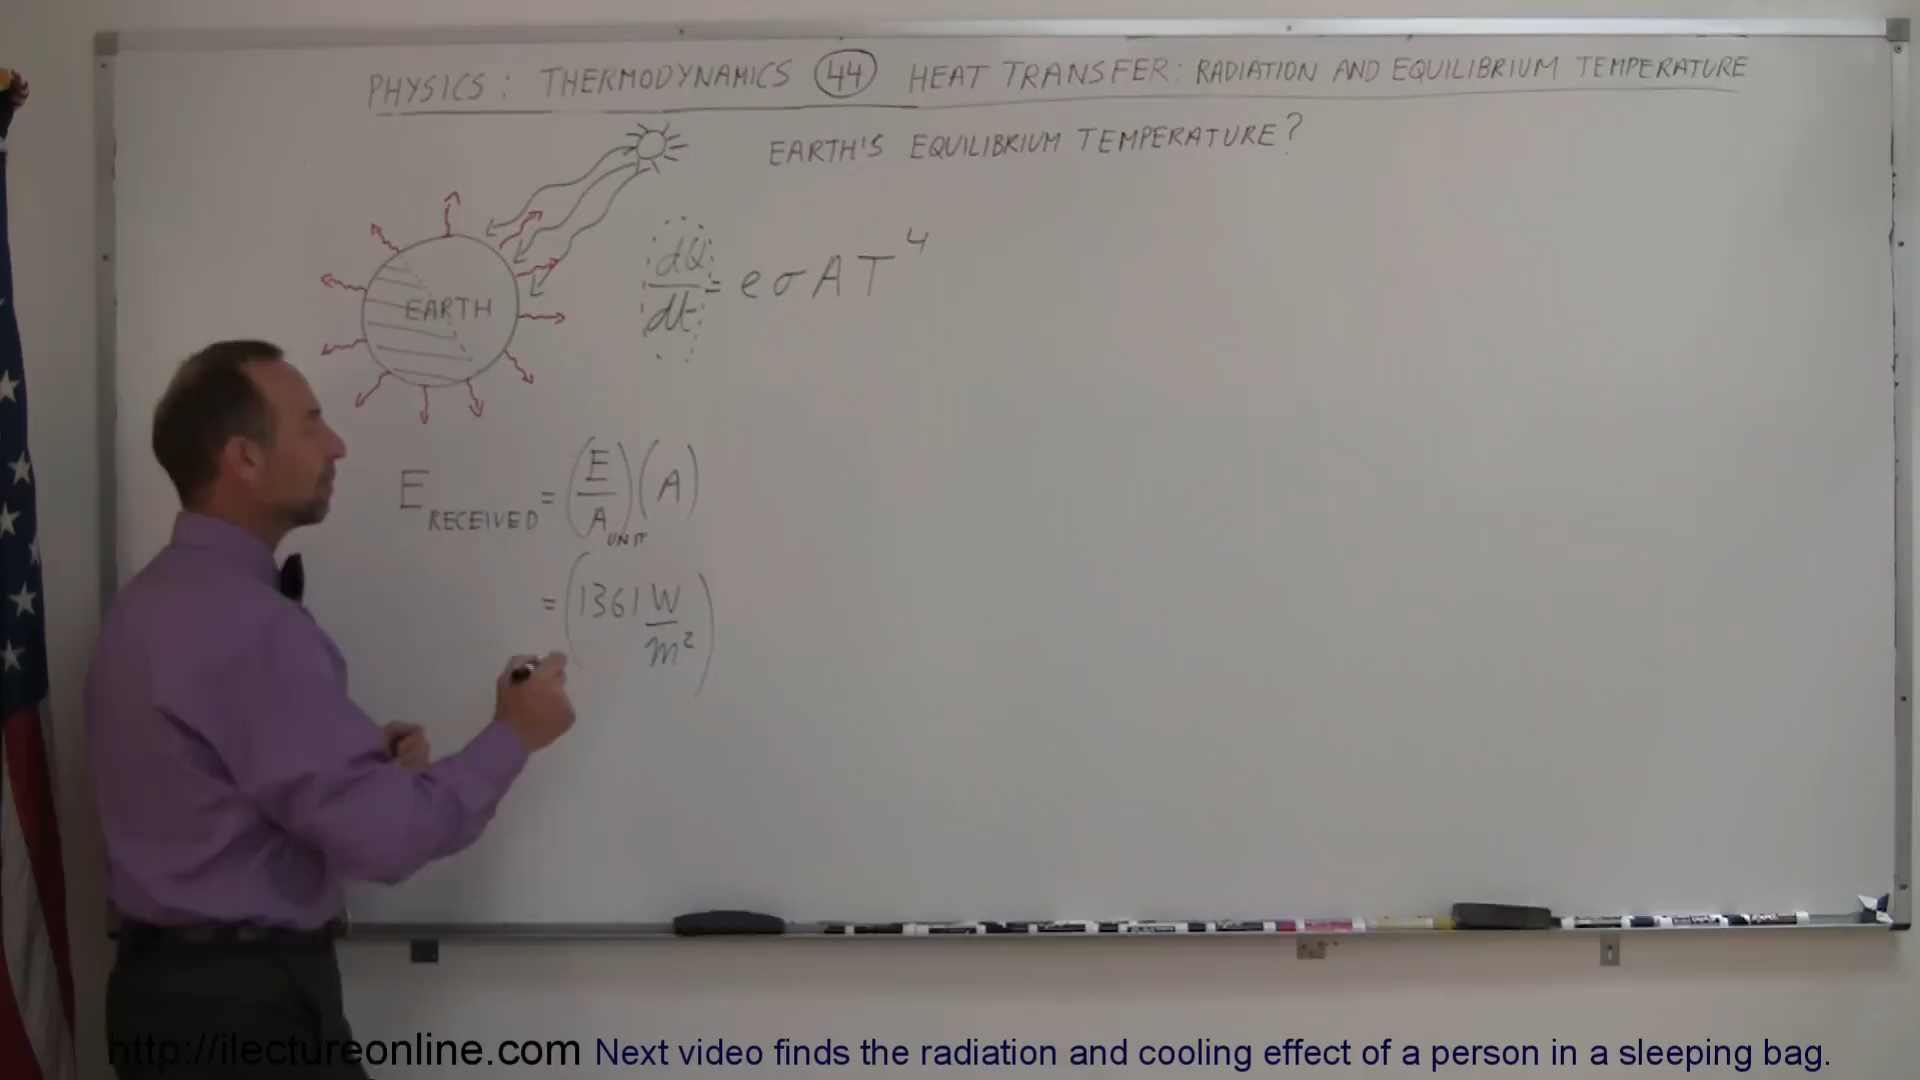 PHYSICS: THERMODYNAMICS 44 HEAT TRANSFER: RADIATION AND EQUILIBRIUM TEMPERATURE
EARTH'S EQUILIBRIUM TEMPERATURE?
EARTH
dQ/dt = eσAT⁴
E RECEIVED = (E/A UNIT)(A)
= (1361 W/m²)
http://ilectureonline.com Next video finds the radiation and cooling effect of a person in a sleeping bag.